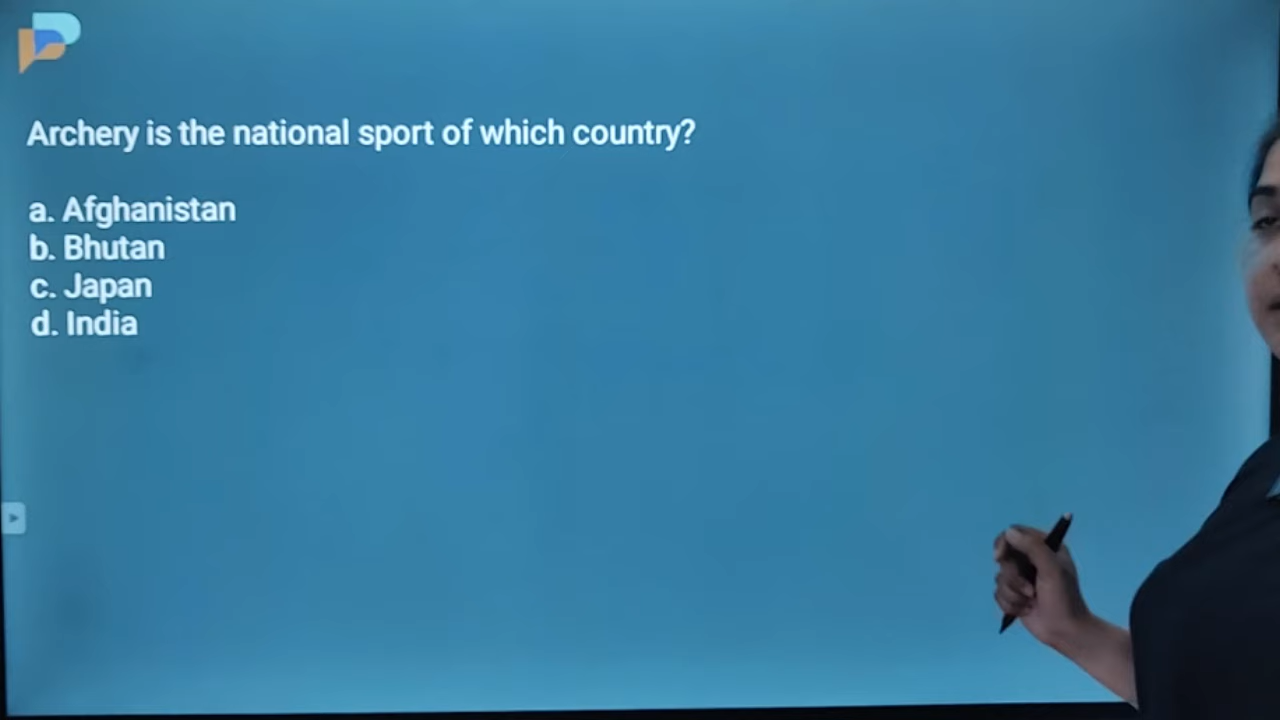 Archery is the national sport of which country?
a. Afghanistan
b. Bhutan
c. Japan
d. India